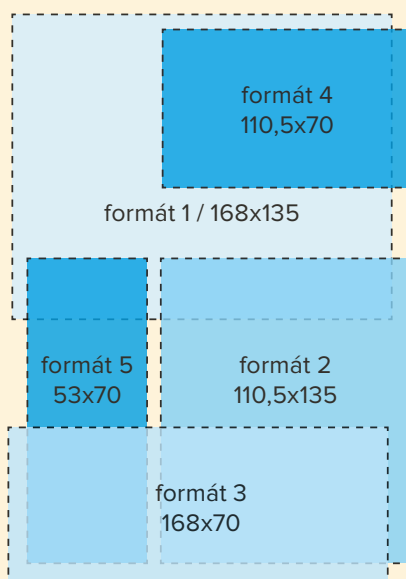 formát 4
110,5x70
formát 1 / 168x135
formát 5
53x70
formát 2
110,5x135
formát 3
168x70